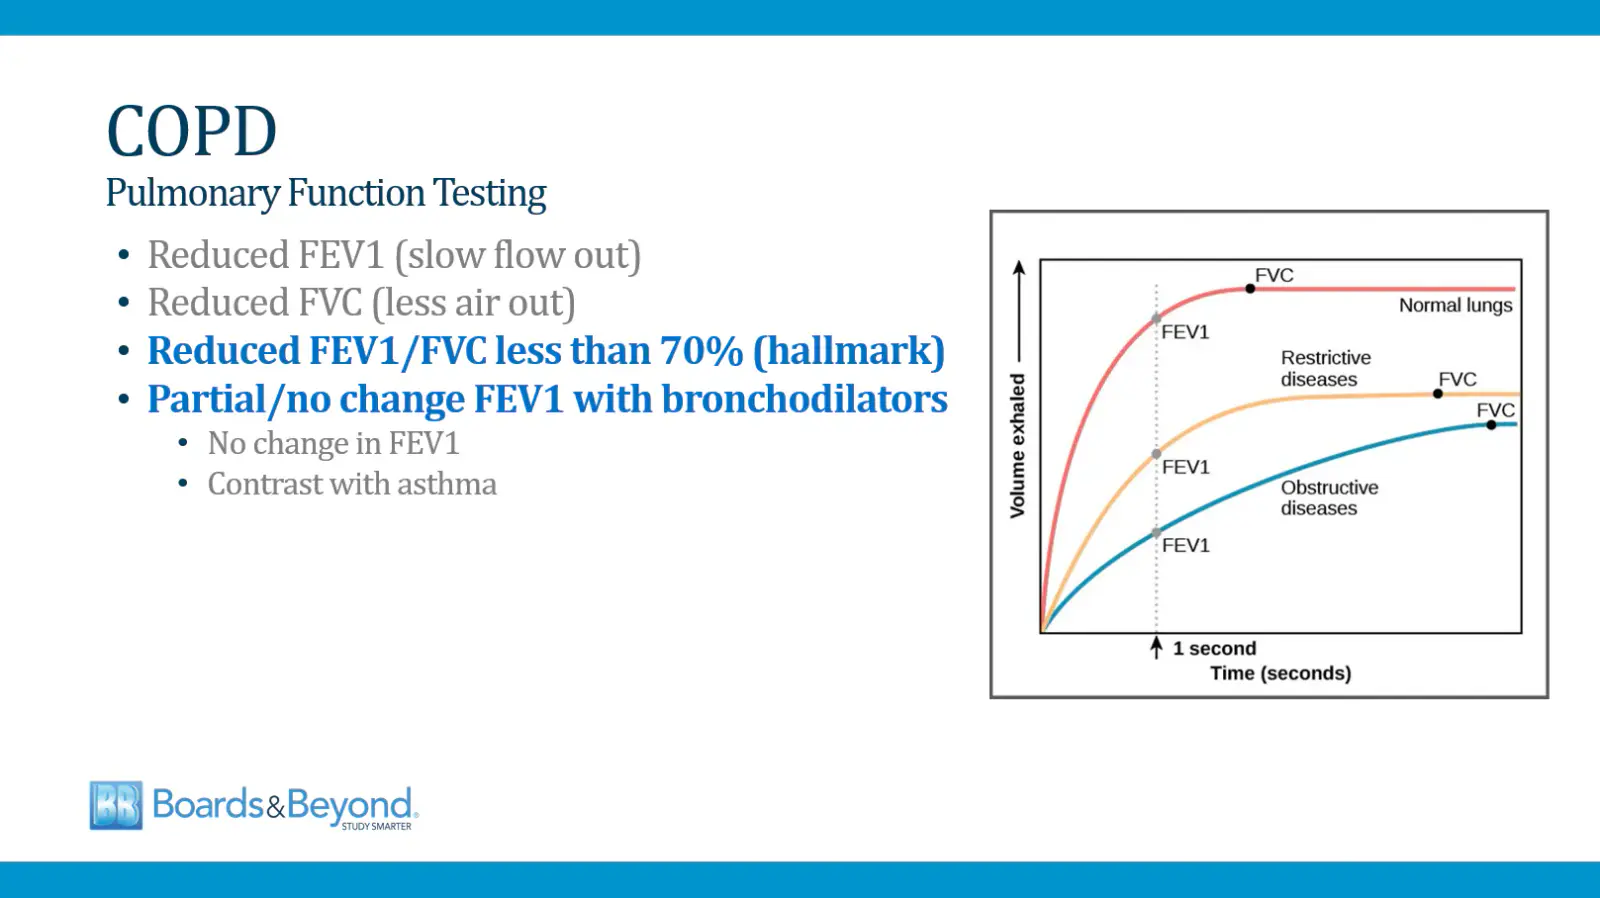 COPD
Pulmonary Function Testing
• Reduced FEV1 (slow flow out)
• Reduced FVC (less air out)
• Reduced FEV1/FVC less than 70% (hallmark)
• Partial/no change FEV1 with bronchodilators
• No change in FEV1
• Contrast with asthma
FVC
Normal lungs
FEV1
Restrictive
diseases
FVC
FVC
FEV1
Obstructive
diseases
FEV1
Volume exhaled
1 second
Time (seconds)
BB Boards&Beyond®
STUDY SMARTER